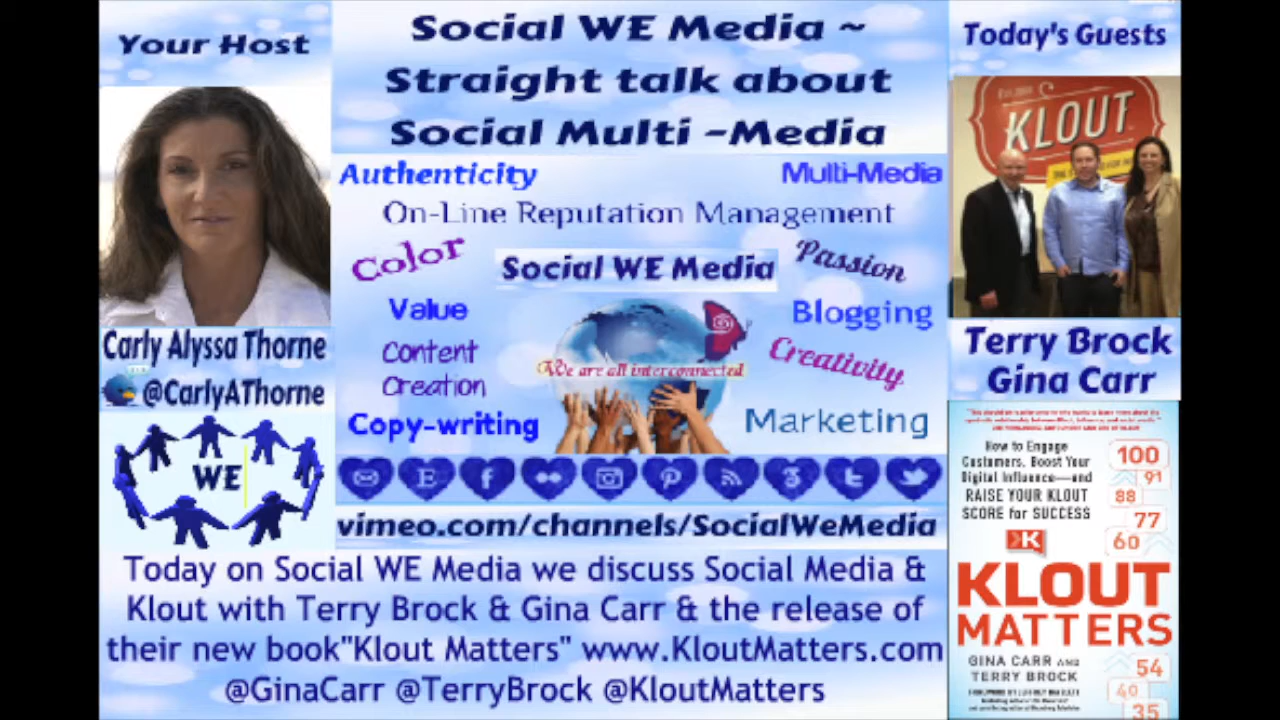 Your Host
Social WE Media ~
Straight talk about
Social Multi -Media
Today's Guests
KLOUT
Authenticity
Multi-Media
On-Line Reputation Management
Color
Social WE Media
Passion
Value
Blogging
Content
Creation
We are all interconnected
Creativity
Copy-writing
Marketing
Carly Alyssa Thorne
@CarlyAThorne
WE
Terry Brock
Gina Carr
vimeo.com/channels/SocialWeMedia
How to Engage
Customers, Boost Your
Digital Influence—and
RAISE YOUR KLOUT
SCORE for SUCCESS
100
91
88
77
60
K
KLOUT
MATTERS
GINA CARR AND
TERRY BROCK
54
40
35
Today on Social WE Media we discuss Social Media &
Klout with Terry Brock & Gina Carr & the release of
their new book"Klout Matters" www.KloutMatters.com
@GinaCarr @TerryBrock @KloutMatters